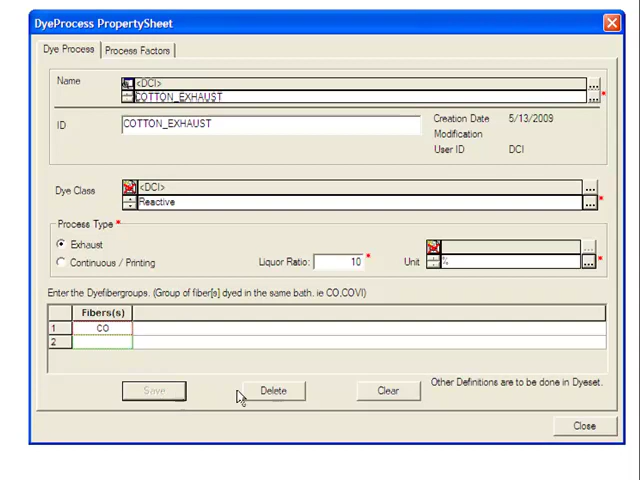 DyeProcess PropertySheet
Dye Process
Process Factors
Name
<DCI>
...
COTTON_EXHAUST
... *
ID
COTTON_EXHAUST
Creation Date 5/13/2009
Modification
User ID DCI
Dye Class
<DCI>
...
Reactive
... *
Process Type *
Exhaust
Continuous / Printing
Liquor Ratio: 10 *
Unit
...
%
... *
Enter the Dyefibergroups. (Group of fiber[s] dyed in the same bath. ie CO,COVI)
Fibers(s)
1 CO
2
Save
Delete
Clear
Other Definitions are to be done in Dyeset.
Close